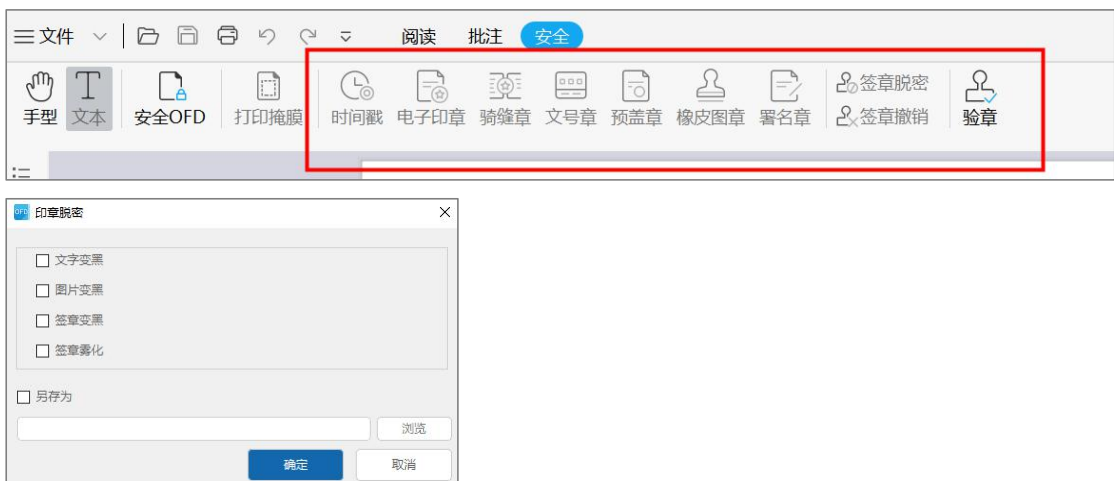 文件
阅读 批注 安全
手型 文本 安全OFD 打印掩膜 时间戳 电子印章 骑缝章 文号章 预盖章 橡皮图章 署名章 签章脱密 验章
签章撤销
OFD 印章脱密
文字变黑
图片变黑
签章变黑
签章雾化
另存为
浏览
确定 取消